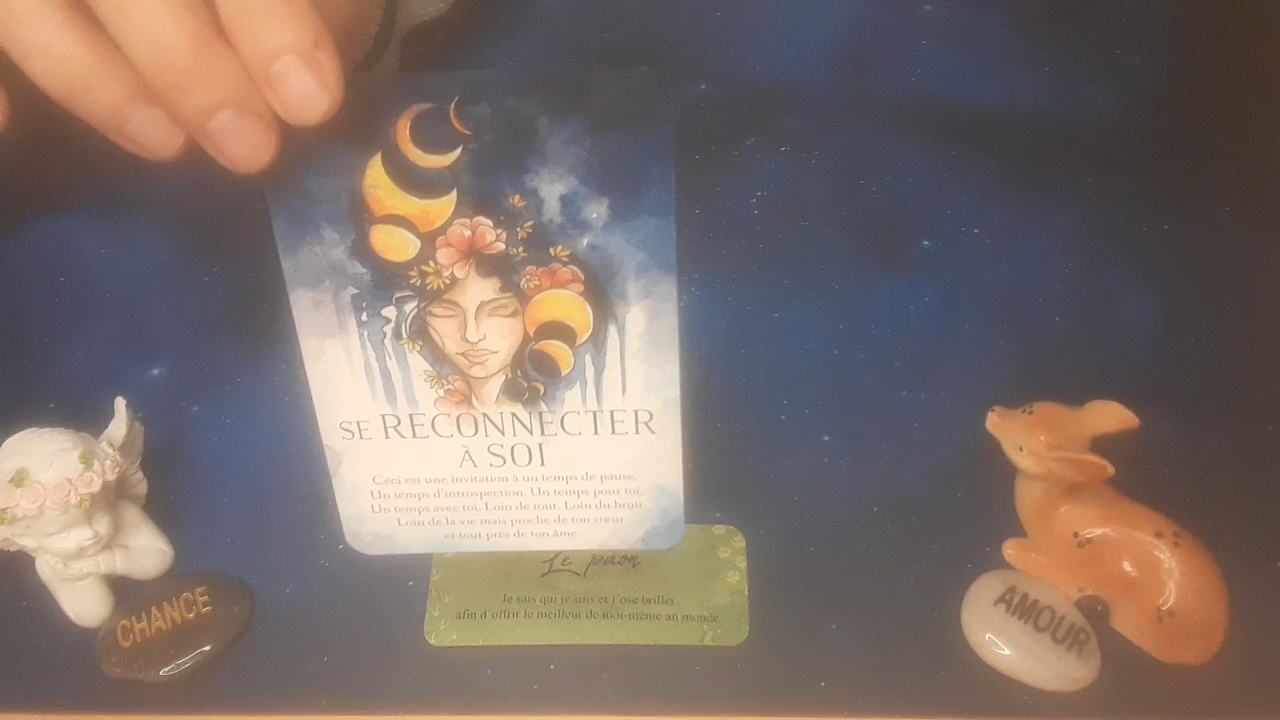 SE RECONNECTER
À SOI
Ceci est une invitation à un temps de pause.
Un temps d'introspection. Un temps pour toi.
Un temps avec toi. Loin de tout. Loin du bruit.
Loin de la vie mais proche de ton cœur
et tout près de ton âme.
Le paon
Je sais qui je suis et j'ose briller
afin d'offrir le meilleur de moi-même au monde
CHANCE
AMOUR